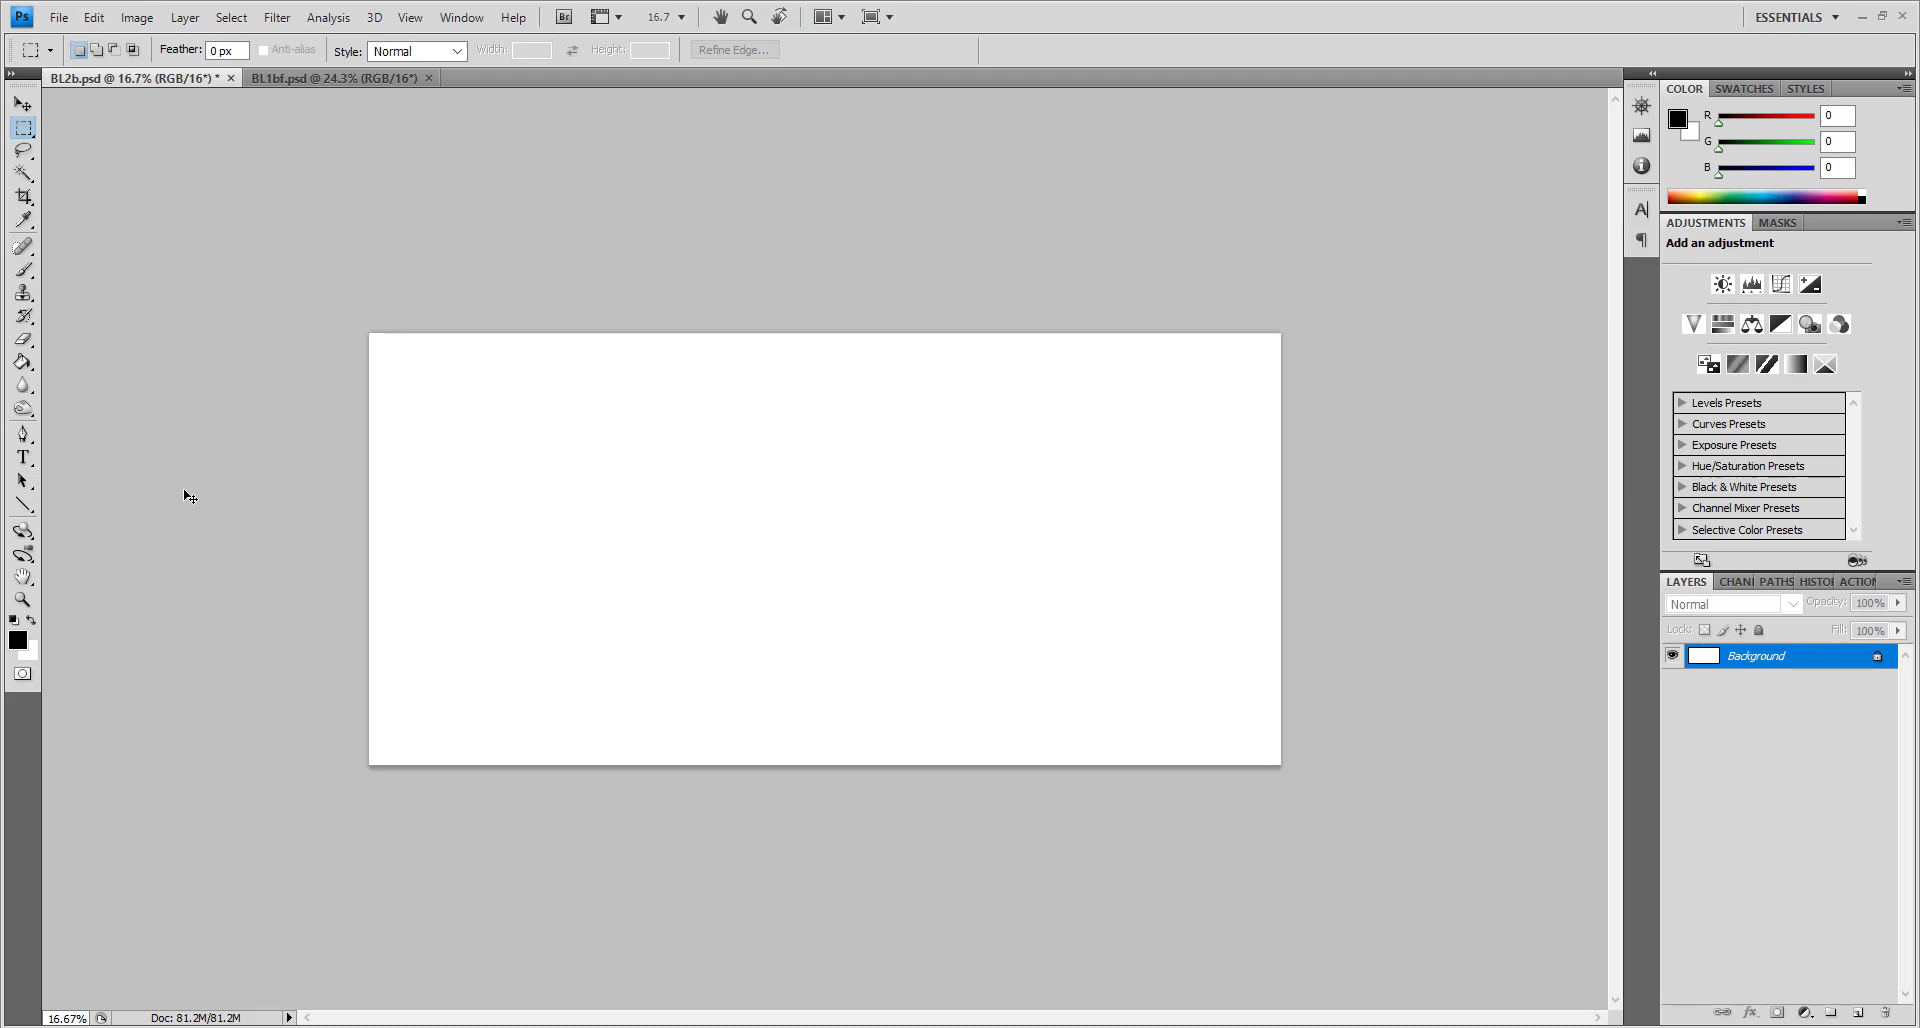 Ps File Edit Image Layer Select Filter Analysis 3D View Window Help Br 16.7 ESSENTIALS
Feather: 0 px Anti-alias Style: Normal Width: Height: Refine Edge...
BL2b.psd @ 16.7% (RGB/16*) * BL1bf.psd @ 24.3% (RGB/16*)
COLOR SWATCHES STYLES
R 0
G 0
B 0
ADJUSTMENTS MASKS
Add an adjustment
Levels Presets
Curves Presets
Exposure Presets
Hue/Saturation Presets
Black & White Presets
Channel Mixer Presets
Selective Color Presets
LAYERS CHANI PATHS HISTOI ACTION
Normal Opacity: 100%
Lock: Fill: 100%
Background
16.67% Doc: 81.2M/81.2M